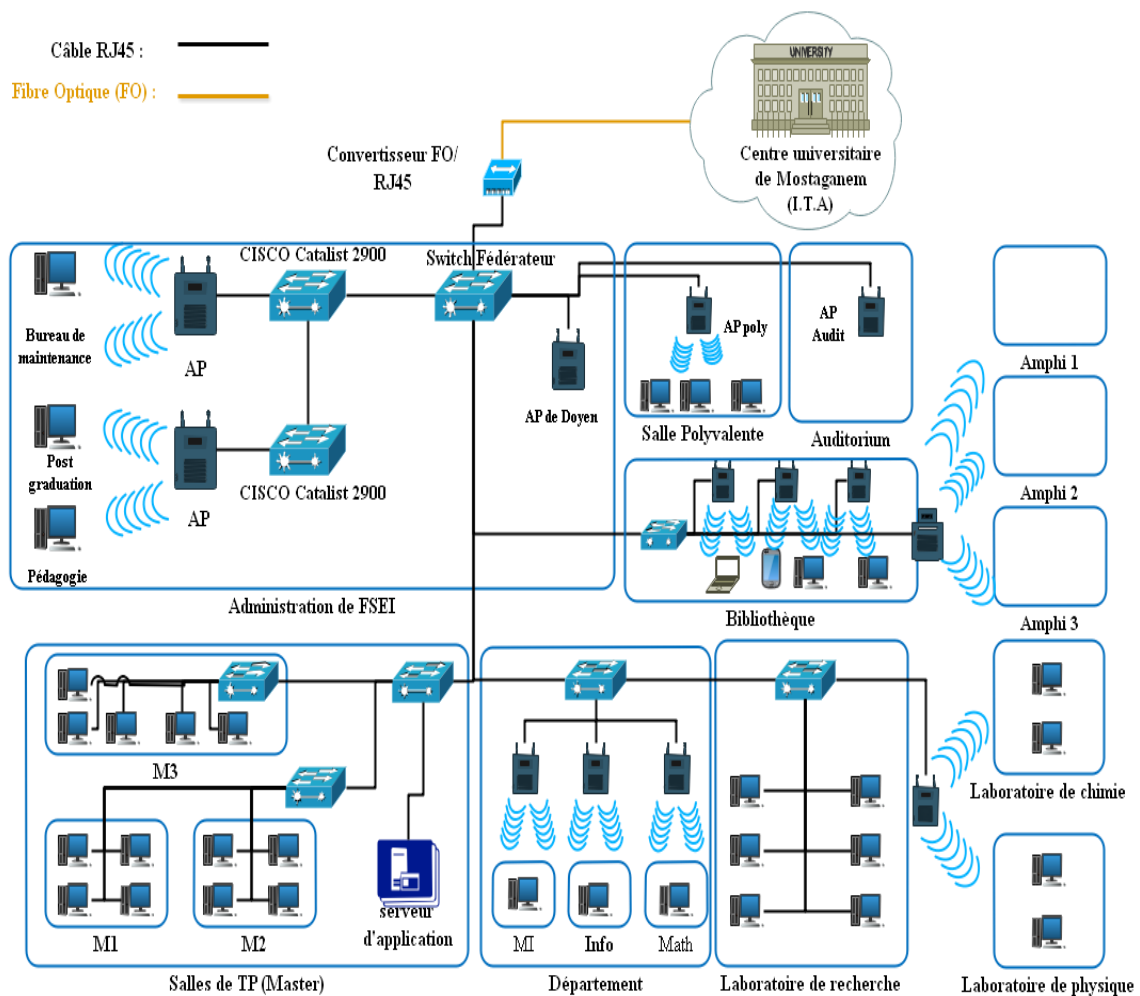 Câble RJ45 :
Fibre Optique (FO) :
UNIVERSITY
Convertisseur FO/
RJ45
Centre universitaire
de Mostaganem
(I.T.A)
CISCO Catalist 2900
Switch Fédérateur
Bureau de
maintenance
AP
AP poly
AP
Audit
Amphi 1
AP de Doyen
Salle Polyvalente
Auditorium
Post
graduation
AP
CISCO Catalist 2900
Amphi 2
Pédagogie
Administration de FSEI
Bibliothèque
Amphi 3
M3
Laboratoire de chimie
M1
M2
serveur
d'application
MI
Info
Math
Salles de TP (Master)
Département
Laboratoire de recherche
Laboratoire de physique